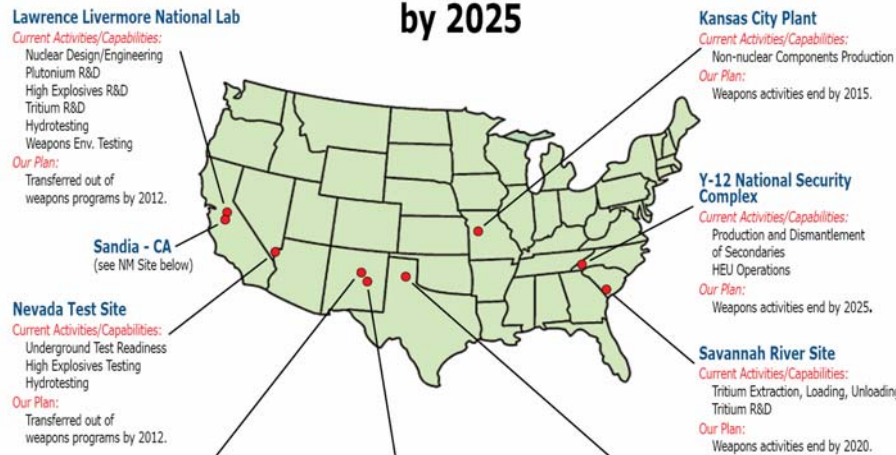 by 2025
Lawrence Livermore National Lab
Current Activities/Capabilities:
Nuclear Design/Engineering
Plutonium R&D
High Explosives R&D
Tritium R&D
Hydrotesting
Weapons Env. Testing
Our Plan:
Transferred out of
weapons programs by 2012.
Sandia - CA
(see NM Site below)
Nevada Test Site
Current Activities/Capabilities:
Underground Test Readiness
High Explosives Testing
Hydrotesting
Our Plan:
Transferred out of
weapons programs by 2012.
Kansas City Plant
Current Activities/Capabilities:
Non-nuclear Components Production
Our Plan:
Weapons activities end by 2015.
Y-12 National Security
Complex
Current Activities/Capabilities:
Production and Dismantlement
of Secondaries
HEU Operations
Our Plan:
Weapons activities end by 2025.
Savannah River Site
Current Activities/Capabilities:
Tritium Extraction, Loading, Unloading
Tritium R&D
Our Plan:
Weapons activities end by 2020.